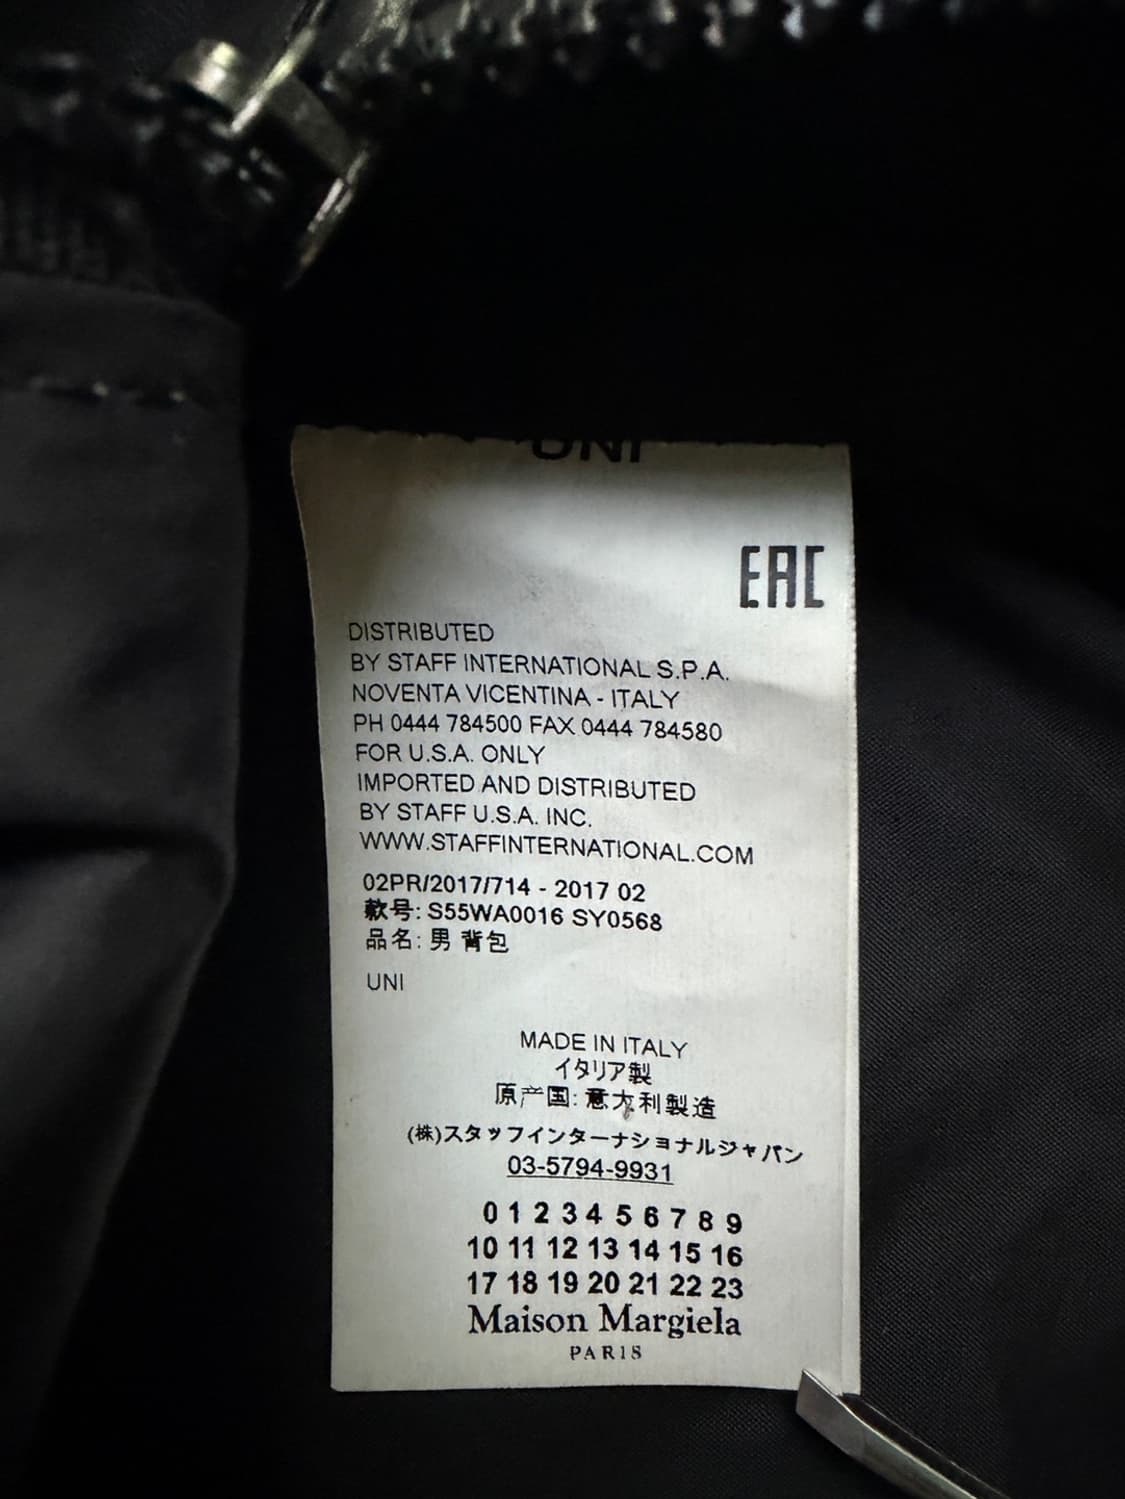 UNI
EAC
DISTRIBUTED
BY STAFF INTERNATIONAL S.P.A.
NOVENTA VICENTINA - ITALY
PH 0444 784500 FAX 0444 784580
FOR U.S.A. ONLY
IMPORTED AND DISTRIBUTED
BY STAFF U.S.A. INC.
WWW.STAFFINTERNATIONAL.COM
02PR/2017/714 - 2017 02
款号: S55WA0016 SY0568
品名: 男 背包
UNI
MADE IN ITALY
イタリア製
原产国: 意大利製造
(株)スタッフインターナショナルジャパン
03-5794-9931
0 1 2 3 4 5 6 7 8 9
10 11 12 13 14 15 16
17 18 19 20 21 22 23
Maison Margiela
PARIS